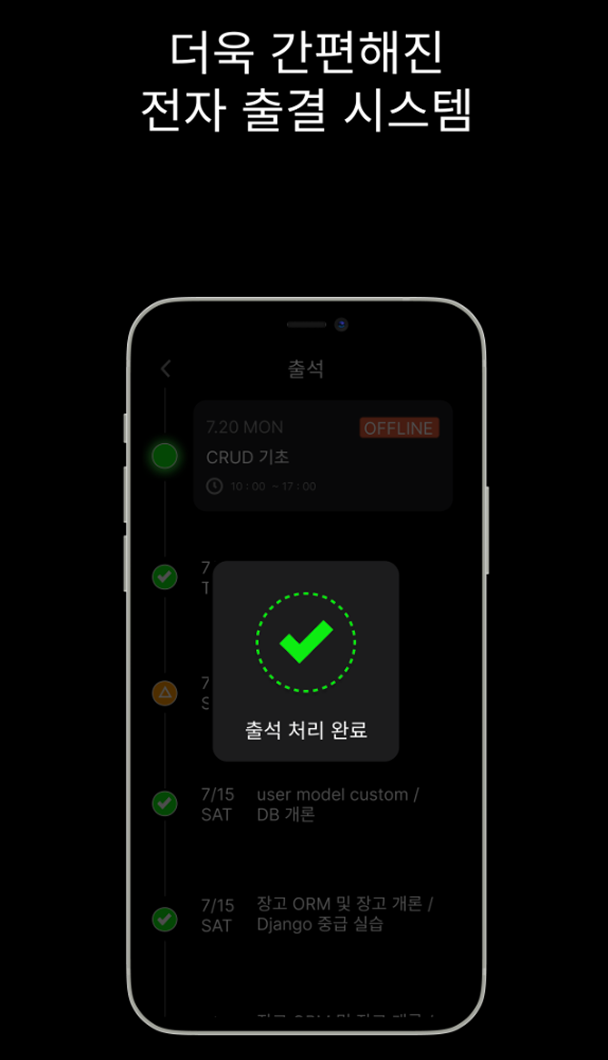 더욱 간편해진
전자 출결 시스템
출석
7.20 MON
OFFLINE
CRUD 기초
10 : 00 ~ 17 : 00
7
T
7
S
출석 처리 완료
7/15
SAT
user model custom /
DB 개론
7/15
SAT
장고 ORM 및 장고 개론 /
Django 중급 실습